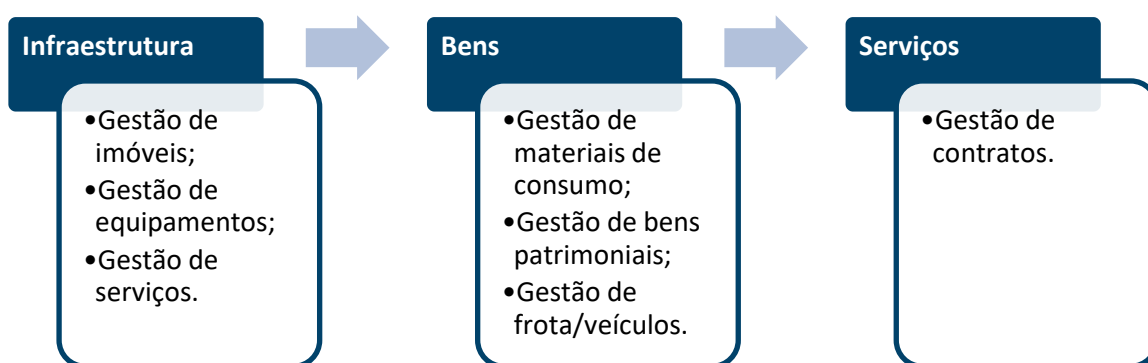 Infraestrutura
•Gestão de
imóveis;
•Gestão de
equipamentos;
•Gestão de
serviços.
Bens
•Gestão de
materiais de
consumo;
•Gestão de bens
patrimoniais;
•Gestão de
frota/veículos.
Serviços
•Gestão de
contratos.